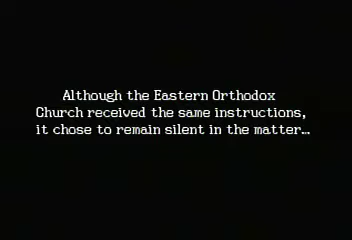 Although the Eastern Orthodox
Church received the same instructions,
it chose to remain silent in the matter…